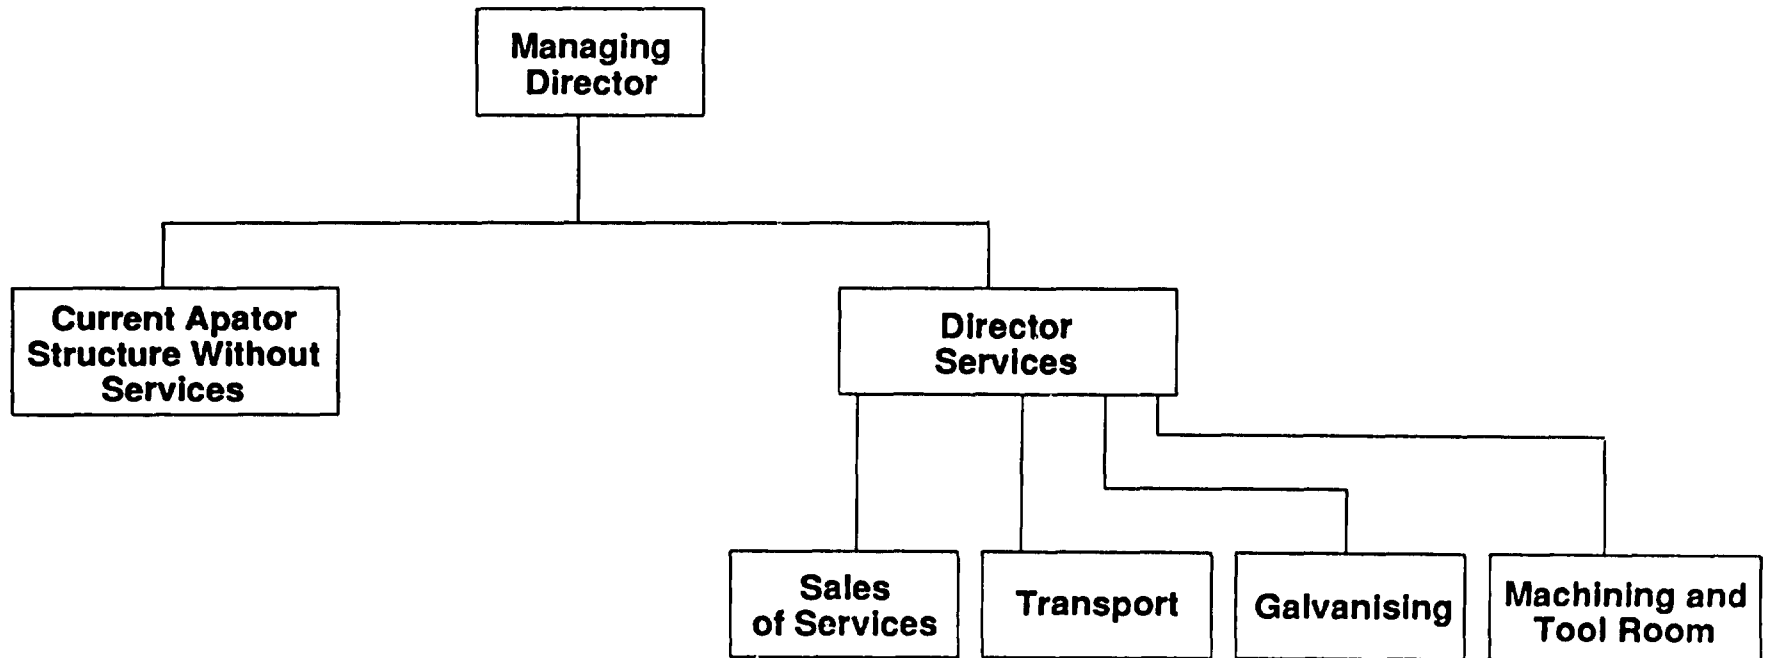 Managing
Director
Current Apator
Structure Without
Services
Director
Services
Sales
of Services
Transport
Galvanising
Machining and
Tool Room